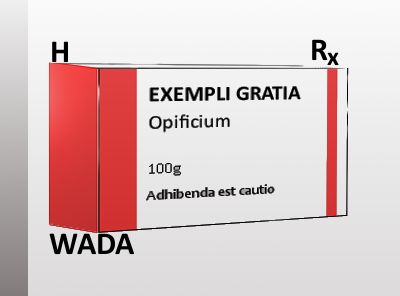 H Rx
EXEMPLI GRATIA
Opificium
100g
Adhibenda est cautio
WADA